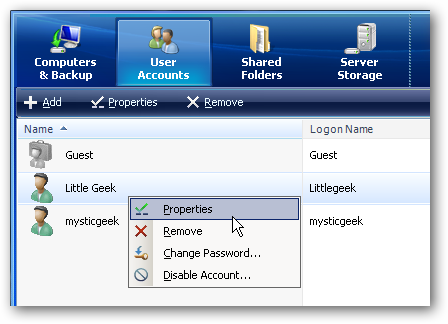 Computers
& Backup
User
Accounts
Shared
Folders
Server
Storage
Add Properties Remove
Name Logon Name
Guest Guest
Little Geek Littlegeek
mysticgeek mysticgeek
Properties
Remove
Change Password...
Disable Account...